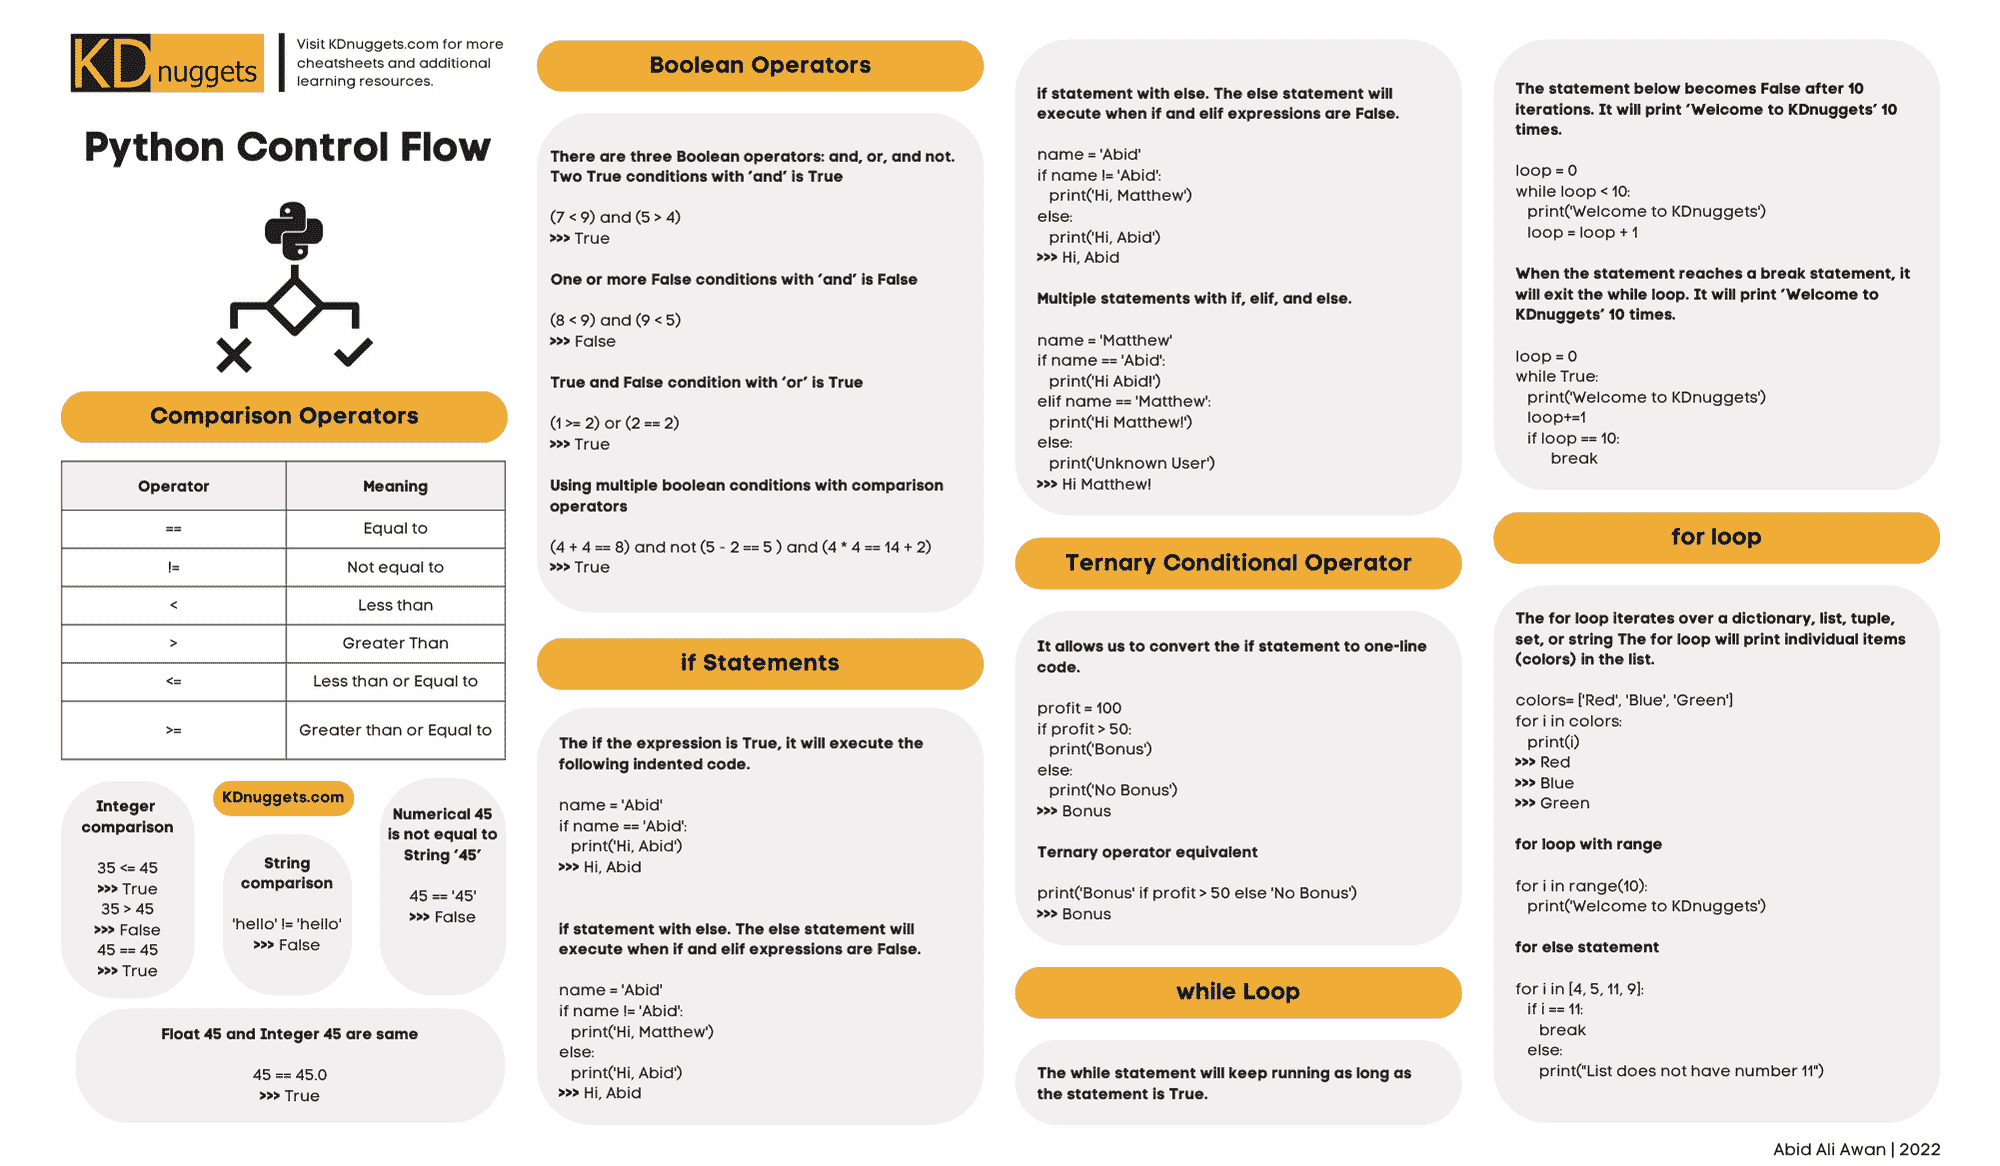 KDnuggets
Visit KDnuggets.com for more
cheatsheets and additional
learning resources.
Python Control Flow
Comparison Operators
Operator Meaning
== Equal to
!= Not equal to
< Less than
> Greater Than
<= Less than or Equal to
>= Greater than or Equal to
Integer
comparison
35 <= 45
>>> True
35 > 45
>>> False
45 == 45
>>> True
KDnuggets.com
String
comparison
'hello' != 'hello'
>>> False
Numerical 45
is not equal to
String ‘45’
45 == '45'
>>> False
Float 45 and Integer 45 are same
45 == 45.0
>>> True
Boolean Operators
There are three Boolean operators: and, or, and not.
Two True conditions with ‘and’ is True
(7 < 9) and (5 > 4)
>>> True
One or more False conditions with ‘and’ is False
(8 < 9) and (9 < 5)
>>> False
True and False condition with ‘or’ is True
(1 >= 2) or (2 == 2)
>>> True
Using multiple boolean conditions with comparison
operators
(4 + 4 == 8) and not (5 - 2 == 5 ) and (4 * 4 == 14 + 2)
>>> True
if Statements
The if the expression is True, it will execute the
following indented code.
name = 'Abid'
if name == 'Abid':
print('Hi, Abid')
>>> Hi, Abid
if statement with else. The else statement will
execute when if and elif expressions are False.
name = 'Abid'
if name != 'Abid':
print('Hi, Matthew')
else:
print('Hi, Abid')
>>> Hi, Abid
if statement with else. The else statement will
execute when if and elif expressions are False.
name = 'Abid'
if name != 'Abid':
print('Hi, Matthew')
else:
print('Hi, Abid')
>>> Hi, Abid
Multiple statements with if, elif, and else.
name = 'Matthew'
if name == 'Abid':
print('Hi Abid!')
elif name == 'Matthew':
print('Hi Matthew!')
else:
print('Unknown User')
>>> Hi Matthew!
Ternary Conditional Operator
It allows us to convert the if statement to one-line
code.
profit = 100
if profit > 50:
print('Bonus')
else:
print('No Bonus')
>>> Bonus
Ternary operator equivalent
print('Bonus' if profit > 50 else 'No Bonus')
>>> Bonus
while Loop
The while statement will keep running as long as
the statement is True.
The statement below becomes False after 10
iterations. It will print ‘Welcome to KDnuggets’ 10
times.
loop = 0
while loop < 10:
print('Welcome to KDnuggets')
loop = loop + 1
When the statement reaches a break statement, it
will exit the while loop. It will print ‘Welcome to
KDnuggets’ 10 times.
loop = 0
while True:
print('Welcome to KDnuggets')
loop+=1
if loop == 10:
break
for loop
The for loop iterates over a dictionary, list, tuple,
set, or string The for loop will print individual items
(colors) in the list.
colors= ['Red', 'Blue', 'Green']
for i in colors:
print(i)
>>> Red
>>> Blue
>>> Green
for loop with range
for i in range(10):
print('Welcome to KDnuggets')
for else statement
for i in [4, 5, 11, 9]:
if i == 11:
break
else:
print("List does not have number 11")
Abid Ali Awan | 2022